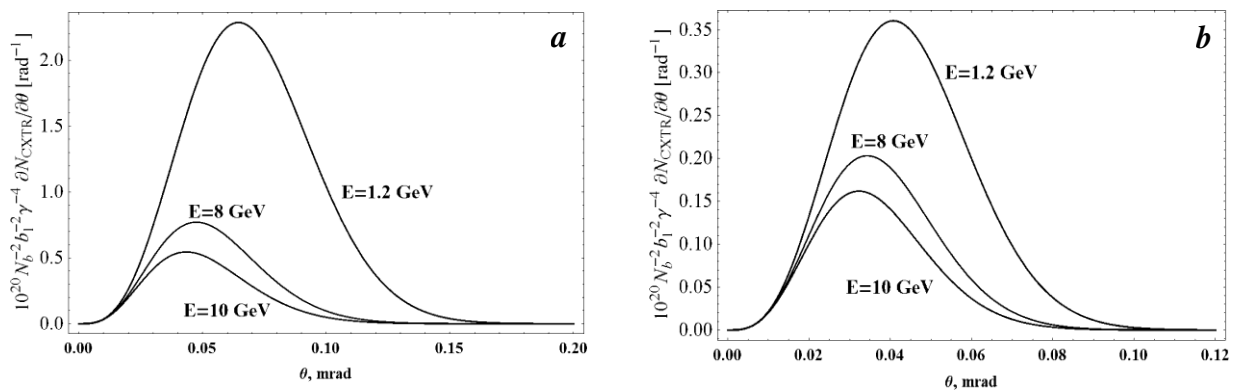 a
10^{20} N_b^{-2} b_1^{-2} γ^{-4} ∂N_{CXTR}/∂θ [rad^{-1}]
2.0
1.5
1.0
0.5
0.0
E=1.2 GeV
E=8 GeV
E=10 GeV
0.00 0.05 0.10 0.15 0.20
θ, mrad
b
10^{20} N_b^{-2} b_1^{-2} γ^{-4} ∂N_{CXTR}/∂θ [rad^{-1}]
0.35
0.30
0.25
0.20
0.15
0.10
0.05
0.00
E=1.2 GeV
E=8 GeV
E=10 GeV
0.00 0.02 0.04 0.06 0.08 0.10 0.12
θ, mrad